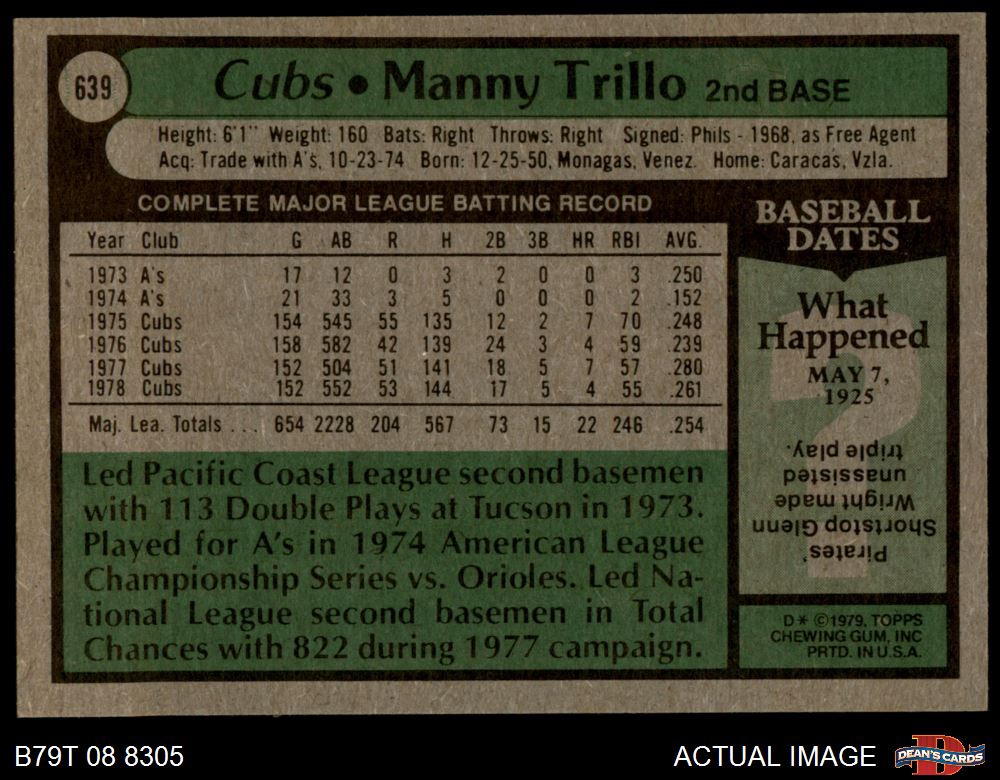 639
Cubs • Manny Trillo 2nd BASE
Height: 6'1" Weight: 160 Bats: Right Throws: Right Signed: Phils - 1968, as Free Agent
Acq: Trade with A's, 10-23-74 Born: 12-25-50, Monagas, Venez. Home: Caracas, Vzla.
COMPLETE MAJOR LEAGUE BATTING RECORD
Year Club G AB R H 2B 3B HR RBI AVG.
1973 A's 17 12 0 3 2 0 0 3 .250
1974 A's 21 33 3 5 0 0 0 2 .152
1975 Cubs 154 545 55 135 12 2 7 70 .248
1976 Cubs 158 582 42 139 24 3 4 59 .239
1977 Cubs 152 504 51 141 18 5 7 57 .280
1978 Cubs 152 552 53 144 17 5 4 55 .261
Maj. Lea. Totals . . . 654 2228 204 567 73 15 22 246 .254
Led Pacific Coast League second basemen
with 113 Double Plays at Tucson in 1973.
Played for A's in 1974 American League
Championship Series vs. Orioles. Led Na-
tional League second basemen in Total
Chances with 822 during 1977 campaign.
BASEBALL
DATES
What
Happened
MAY 7,
1925
Pirates'
Shortstop Glenn
Wright made
unassisted
triple play.
D* ©1979, TOPPS
CHEWING GUM, INC
PRTD. IN U.S.A.
B79T 08 8305
ACTUAL IMAGE
D
DEAN'S CARDS